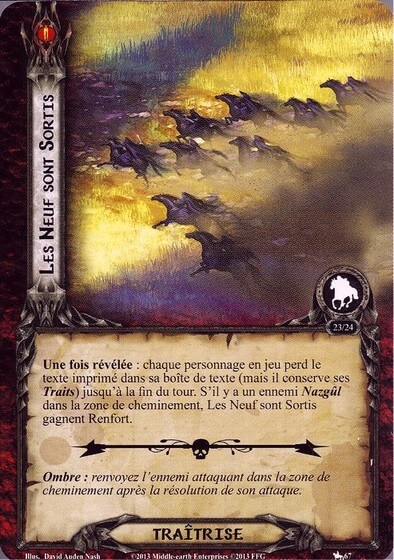 Les Neuf sont Sortis
23/24
Une fois révélée : chaque personnage en jeu perd le
texte imprimé dans sa boîte de texte (mais il conserve ses
Traits) jusqu'à la fin du tour. S'il y a un ennemi Nazgûl
dans la zone de cheminement, Les Neuf sont Sortis
gagnent Renfort.
Ombre : renvoyez l'ennemi attaquant dans la zone de
cheminement après la résolution de son attaque.
TRAÎTRISE
Illus. David Auden Nash ©2013 Middle-earth Enterprises ©2013 FFG 67